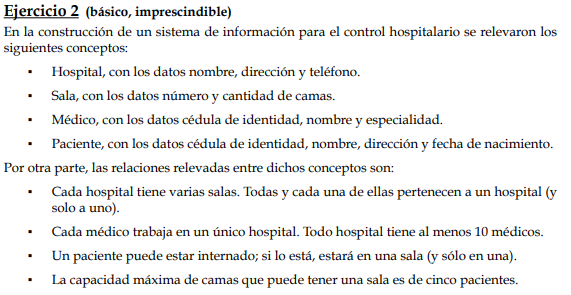 Ejercicio 2 (básico, imprescindible)
En la construcción de un sistema de información para el control hospitalario se relevaron los
siguientes conceptos:
▪ Hospital, con los datos nombre, dirección y teléfono.
▪ Sala, con los datos número y cantidad de camas.
▪ Médico, con los datos cédula de identidad, nombre y especialidad.
▪ Paciente, con los datos cédula de identidad, nombre, dirección y fecha de nacimiento.
Por otra parte, las relaciones relevadas entre dichos conceptos son:
▪ Cada hospital tiene varias salas. Todas y cada una de ellas pertenecen a un hospital (y
solo a uno).
▪ Cada médico trabaja en un único hospital. Todo hospital tiene al menos 10 médicos.
▪ Un paciente puede estar internado; si lo está, estará en una sala (y sólo en una).
▪ La capacidad máxima de camas que puede tener una sala es de cinco pacientes.